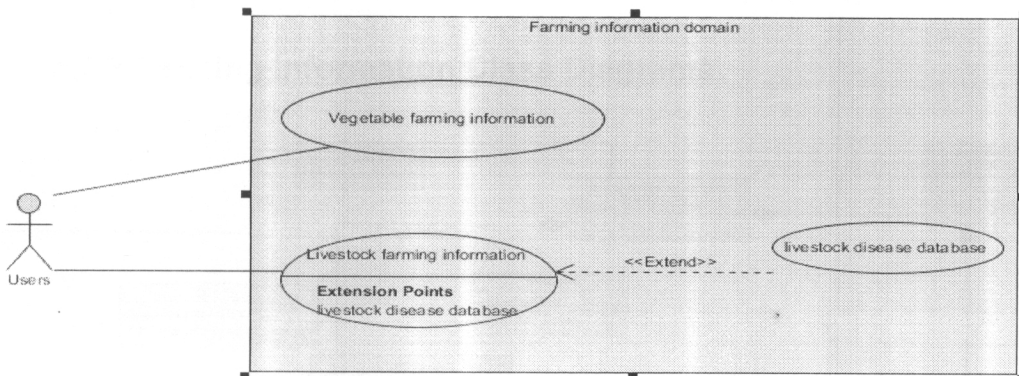 Farming information domain
Vegetable farming information
Users
Livestock farming information
Extension Points
livestock disease database
<<Extend>>
livestock disease database